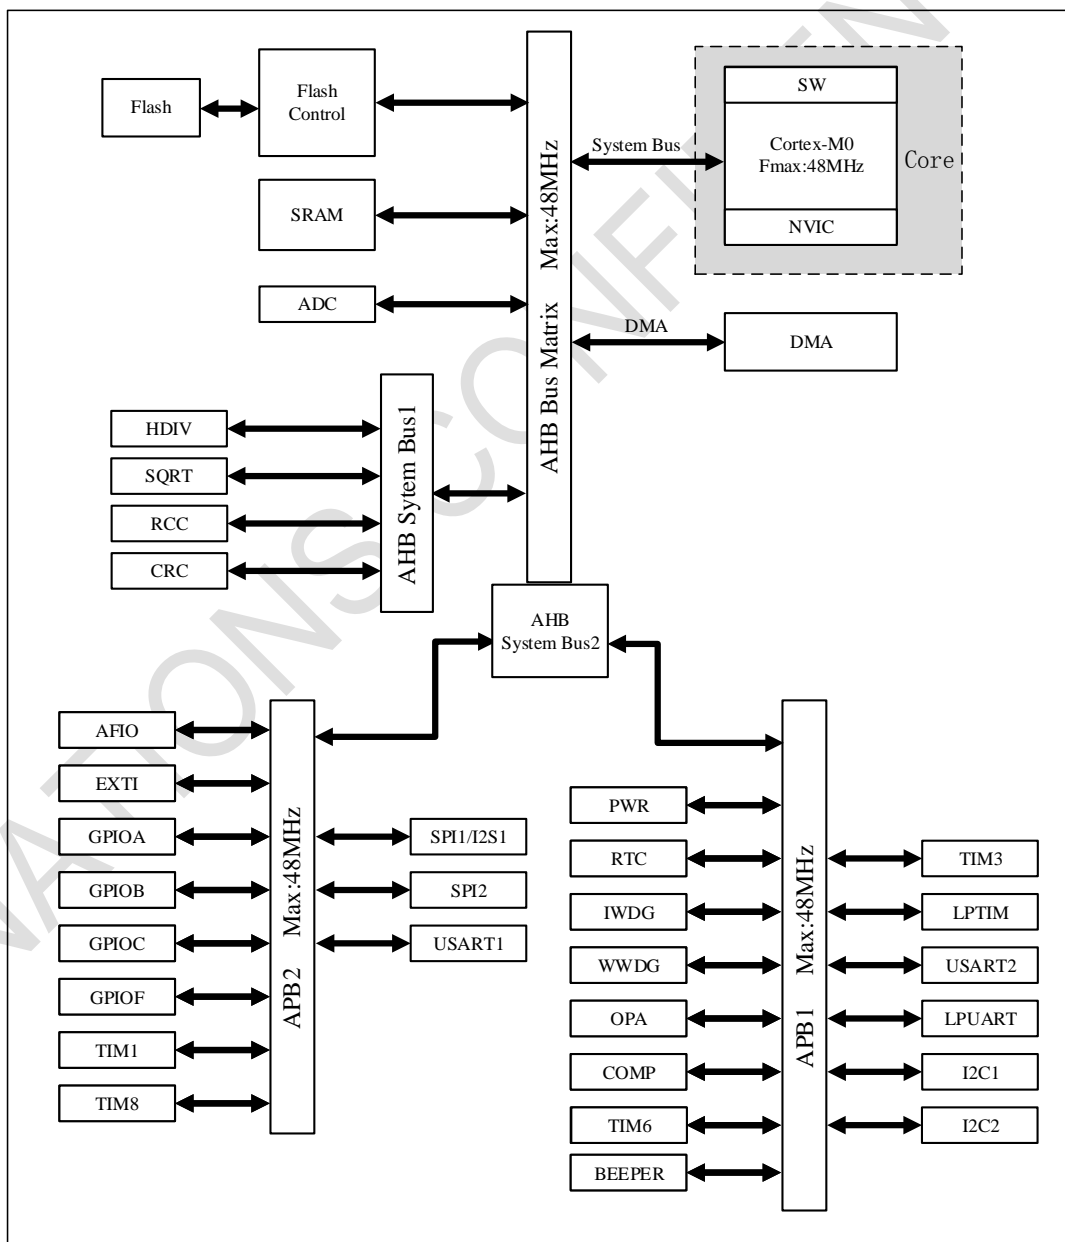 NATIONS CONFIDEN
Flash
Flash
Control
SRAM
ADC
AHB Bus Matrix Max:48MHz
System Bus
SW
Cortex-M0
Fmax:48MHz
NVIC
Core
DMA
DMA
HDIV
SQRT
RCC
CRC
AHB Sytem Bus1
AHB
System Bus2
AFIO
EXTI
GPIOA
GPIOB
GPIOC
GPIOF
TIM1
TIM8
APB2 Max:48MHz
SPI1/I2S1
SPI2
USART1
PWR
RTC
IWDG
WWDG
OPA
COMP
TIM6
BEEPER
APB1 Max:48MHz
TIM3
LPTIM
USART2
LPUART
I2C1
I2C2